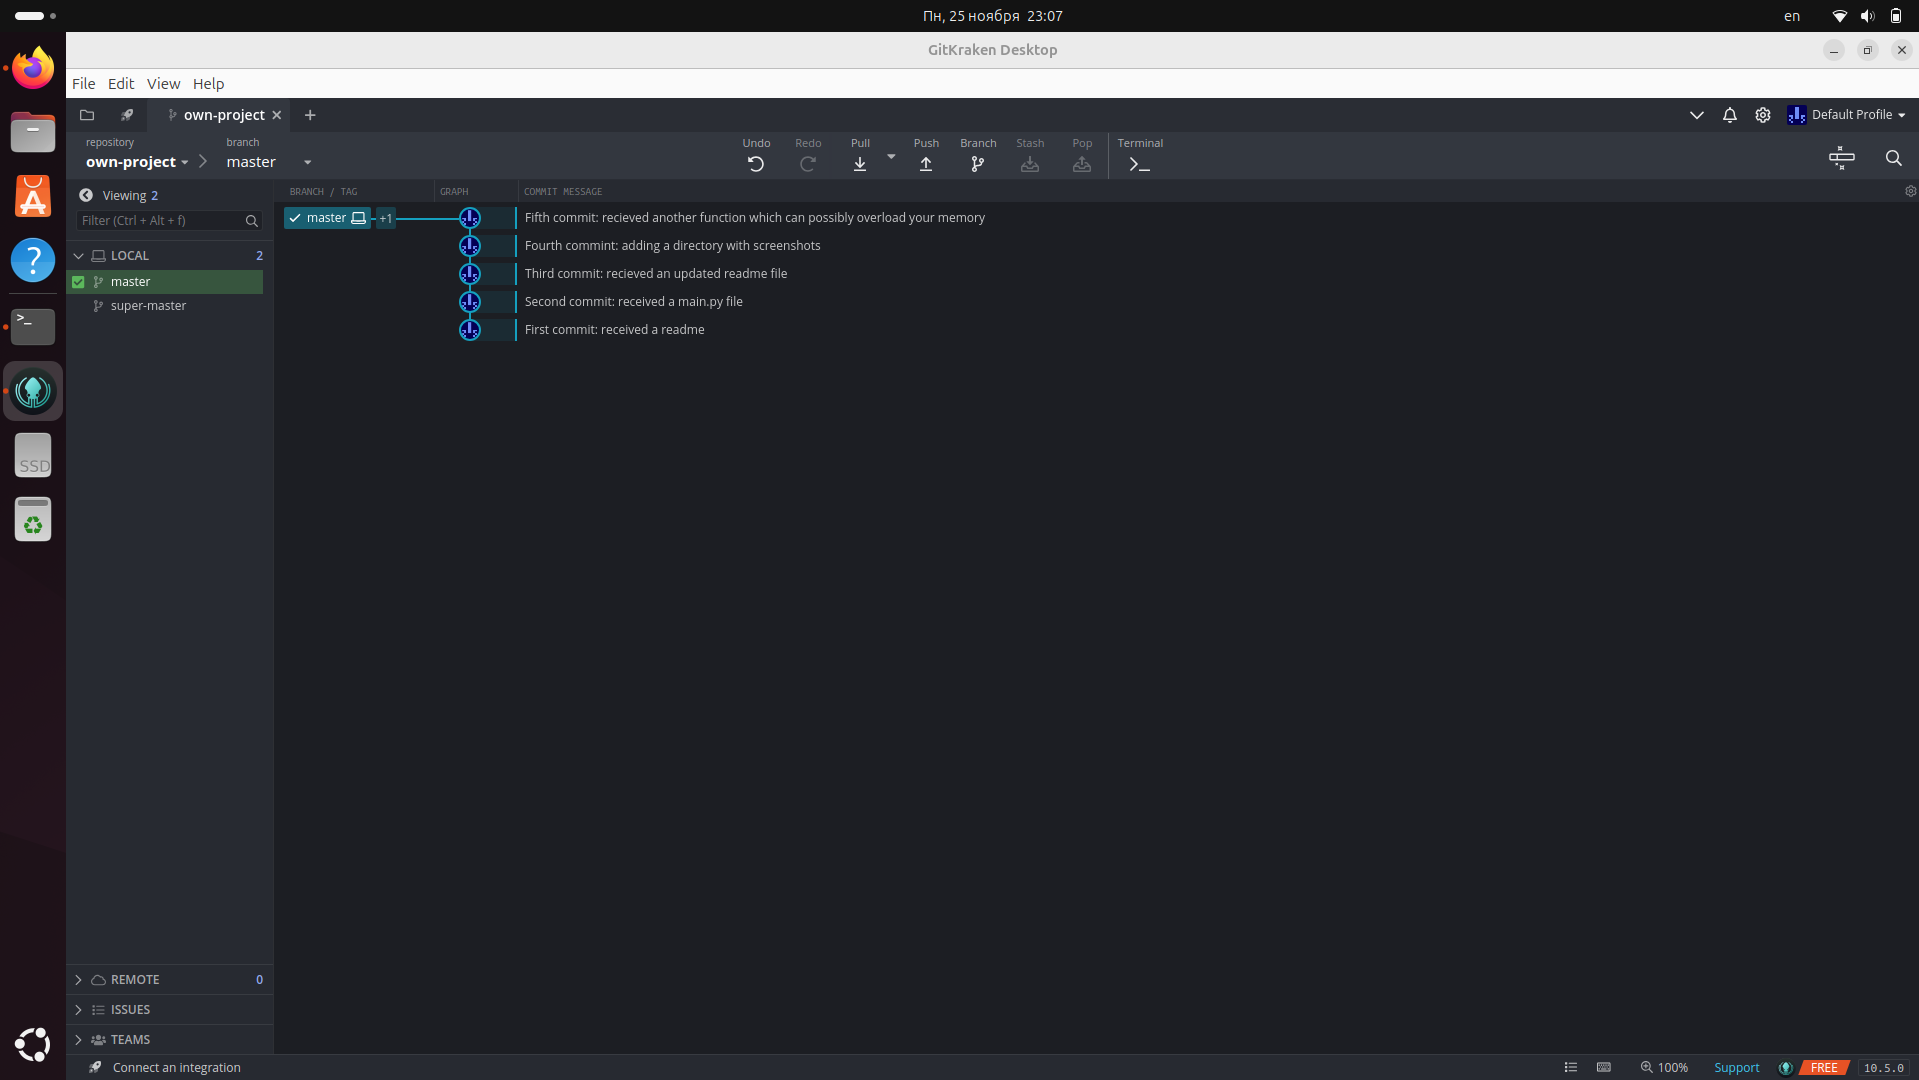 Пн, 25 ноября 23:07
en
GitKraken Desktop
File Edit View Help
own-project
Default Profile
repository
own-project
branch
master
Undo Redo Pull Push Branch Stash Pop Terminal
Viewing 2
Filter (Ctrl + Alt + f)
BRANCH / TAG GRAPH COMMIT MESSAGE
LOCAL 2
master
super-master
master +1 Fifth commit: recieved another function which can possibly overload your memory
Fourth commint: adding a directory with screenshots
Third commit: recieved an updated readme file
Second commit: received a main.py file
First commit: received a readme
SSD
REMOTE 0
ISSUES
TEAMS
Connect an integration
100% Support FREE 10.5.0